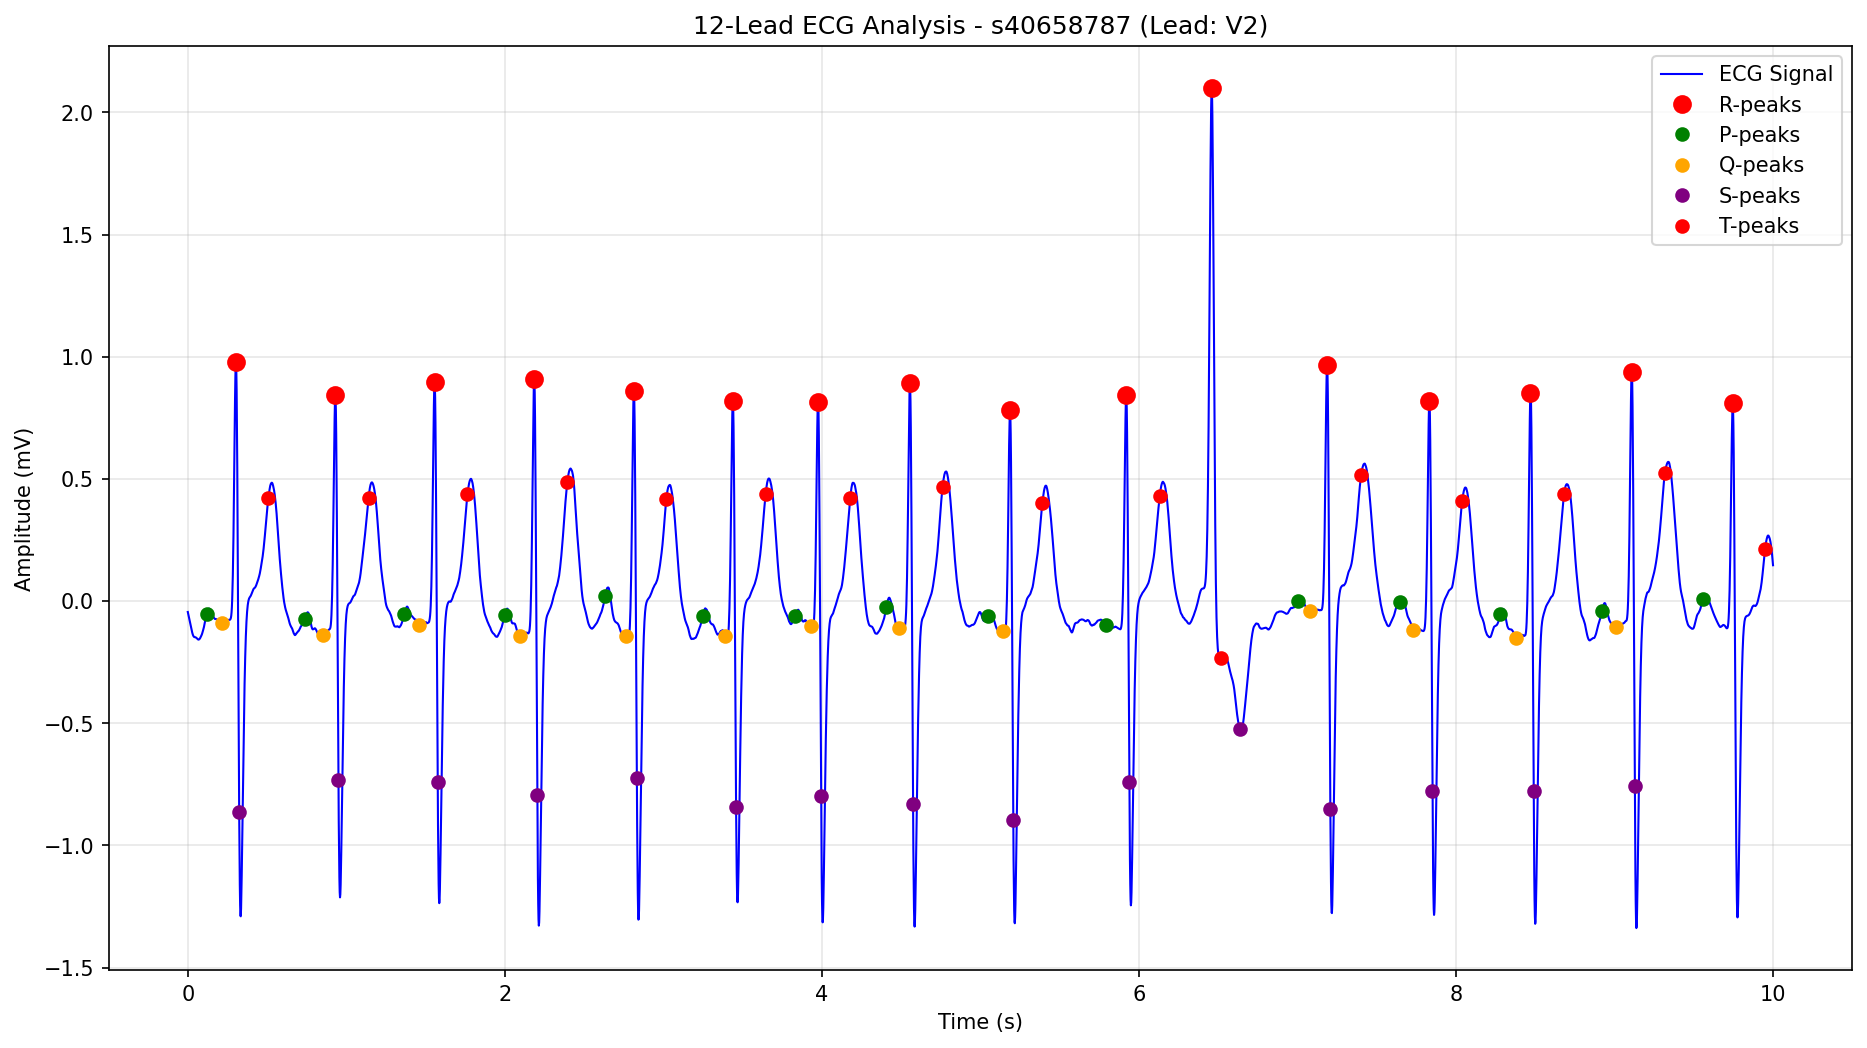 12-Lead ECG Analysis - s40658787 (Lead: V2)
ECG Signal
R-peaks
P-peaks
Q-peaks
S-peaks
T-peaks
Amplitude (mV)
2.0
1.5
1.0
0.5
0.0
−0.5
−1.0
−1.5
0 2 4 6 8 10
Time (s)